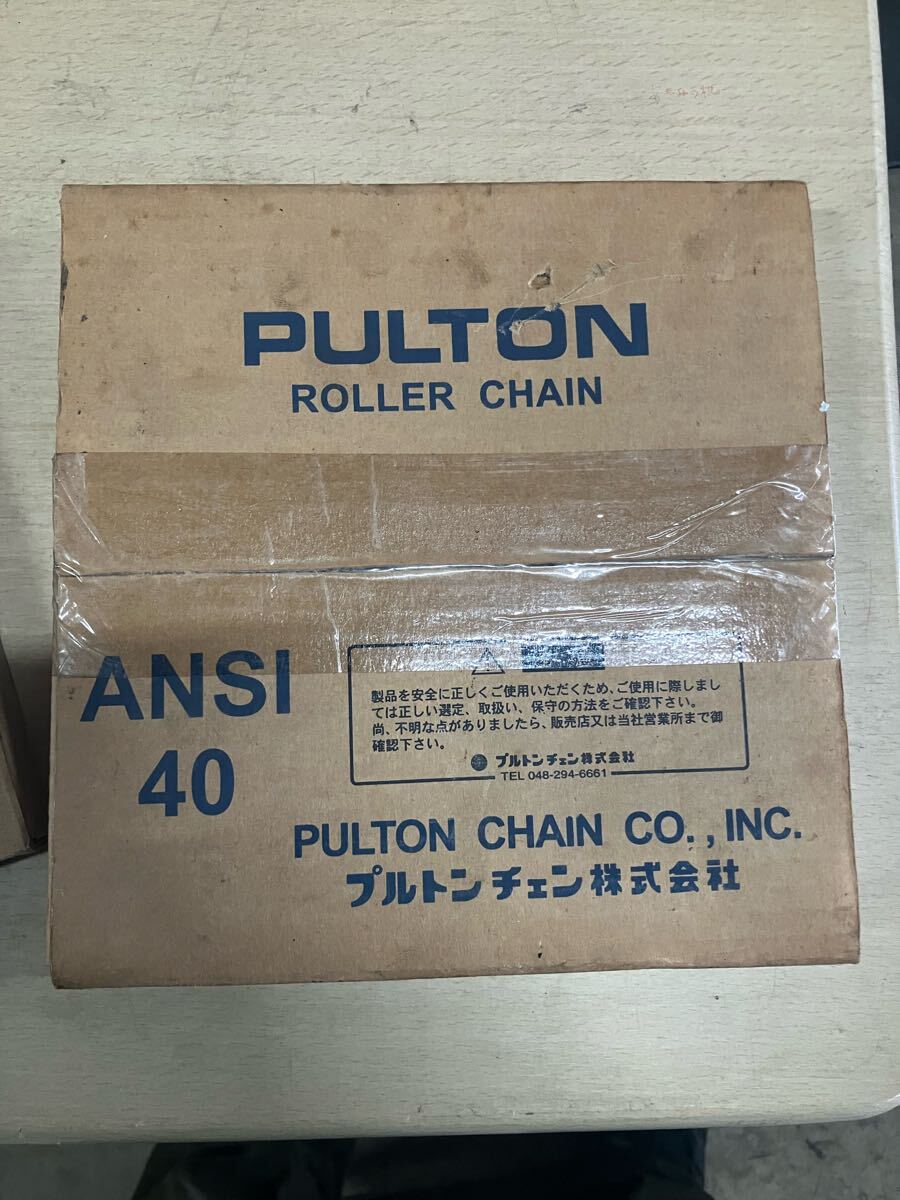 PULTON
ROLLER CHAIN
ANSI
40
製品を安全に正しくご使用いただくため、ご使用に際しまし
ては正しい選定、取扱い、保守の方法をご確認下さい。
尚、不明な点がありましたら、販売店又は当社営業所まで御
確認下さい。
プルトンチェン株式会社
TEL 048-294-6661
PULTON CHAIN CO., INC.
プルトンチェン株式会社